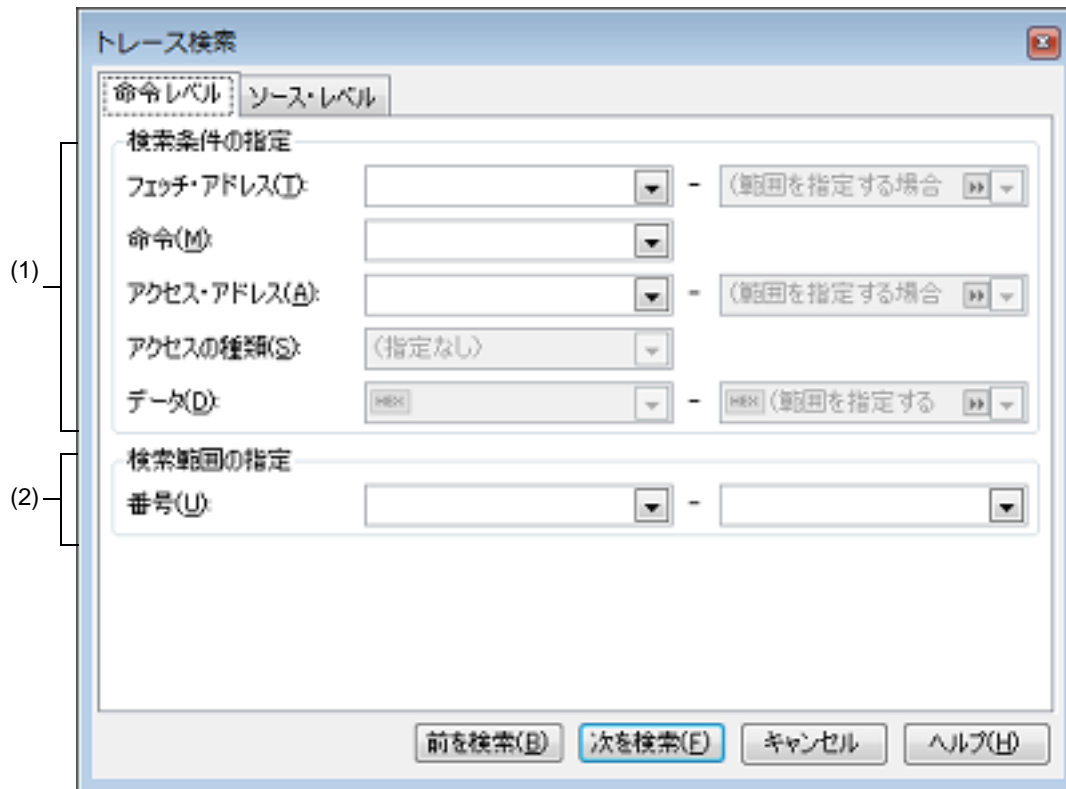 トレース検索
命令レベル ソース・レベル
検索条件の指定
フェッチ・アドレス(T): - (範囲を指定する場合
命令(M):
(1)
アクセス・アドレス(A): - (範囲を指定する場合
アクセスの種類(S): (指定なし)
データ(D): HEX - HEX (範囲を指定する
検索範囲の指定
(2)
番号(U): -
前を検索(B) 次を検索(F) キャンセル ヘルプ(H)